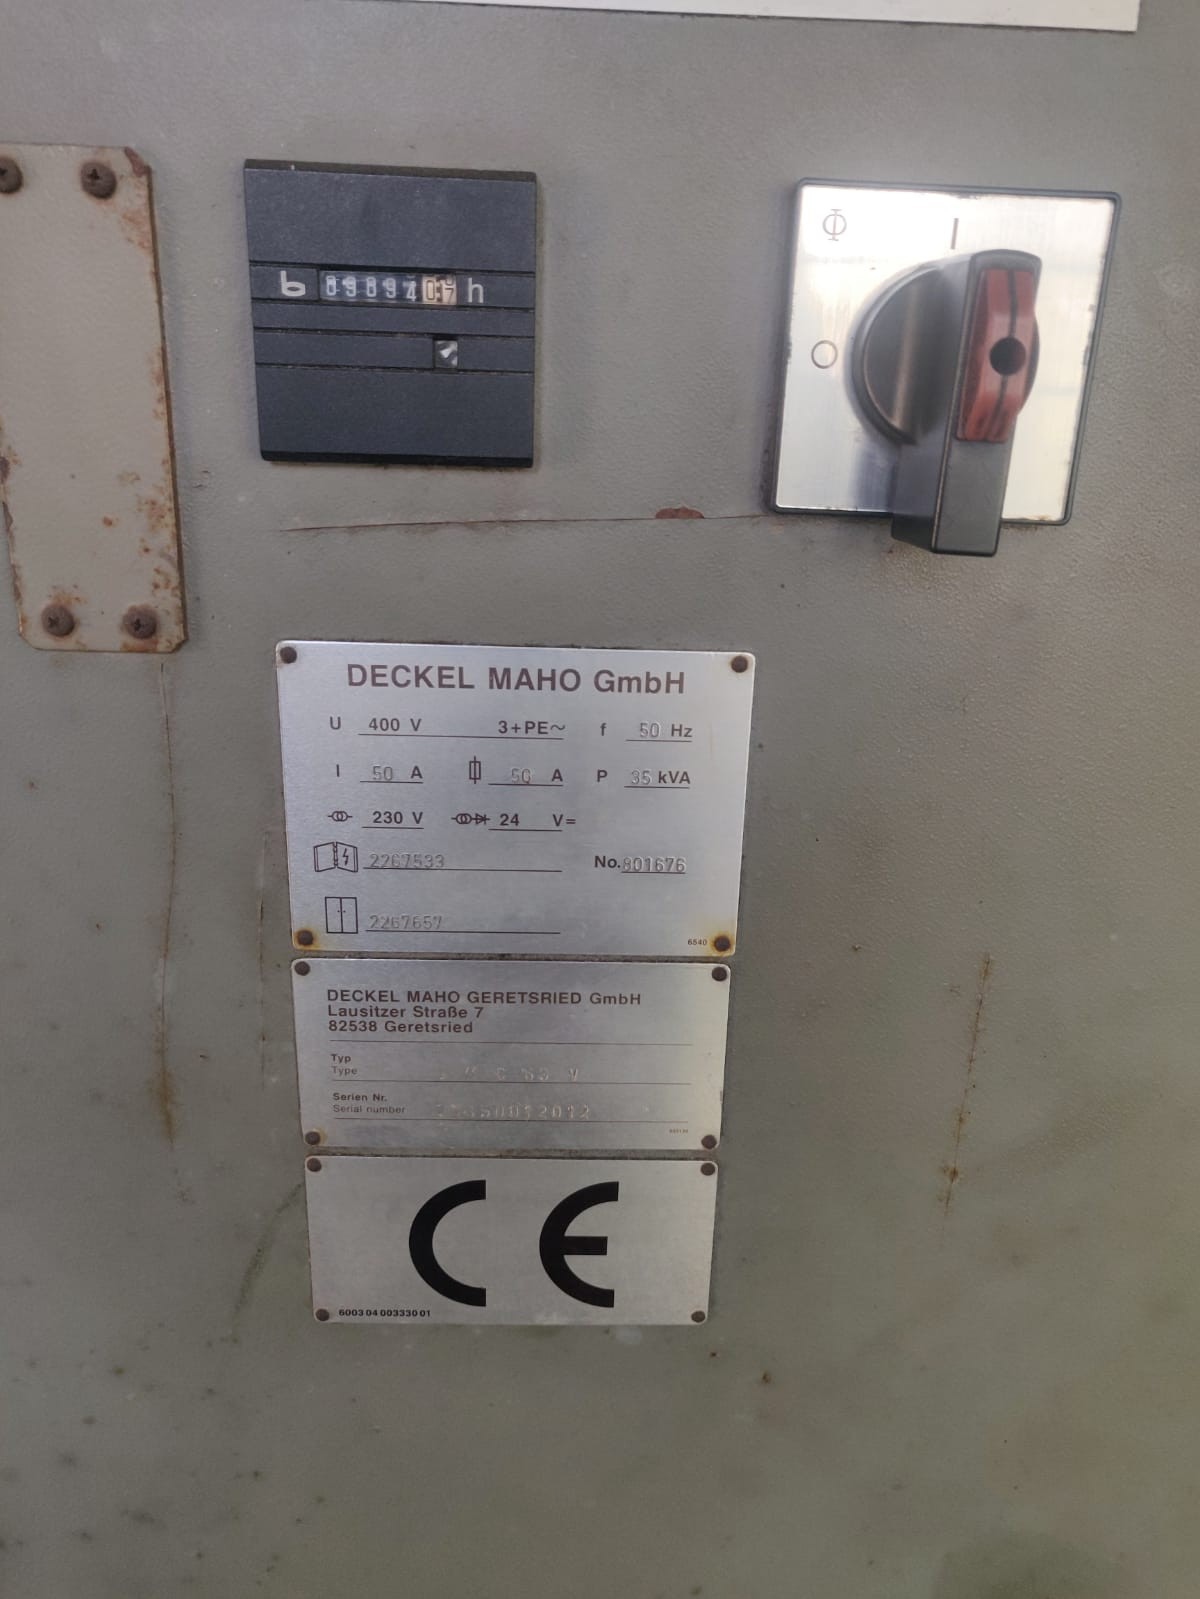 h
I
O
DECKEL MAHO GmbH
U 400 V 3+PE~ f 50 Hz
I 50 A 50 A P 35 kVA
230 V 24 V=
2267533 No. 801676
2267657
6540
DECKEL MAHO GERETSRIED GmbH
Lausitzer Straße 7
82538 Geretsried
Typ
Type
Serien Nr.
Serial number
CE
6003 04 00333 01